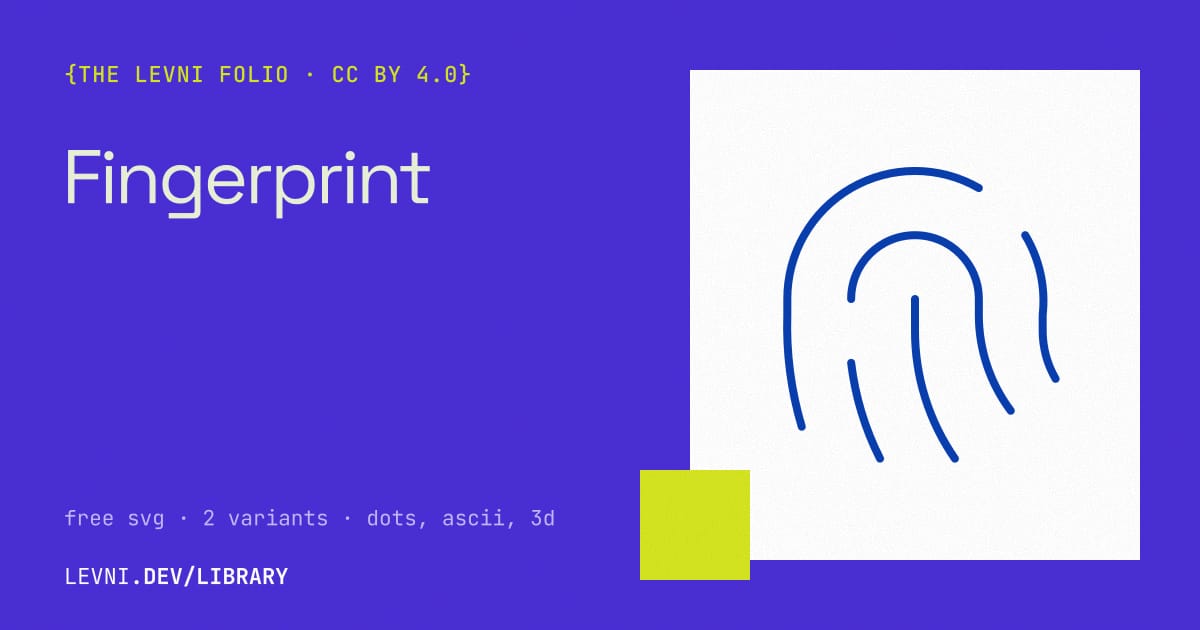 {THE LEVNI FOLIO · CC BY 4.0}
Fingerprint
free svg · 2 variants · dots, ascii, 3d
LEVNI.DEV/LIBRARY